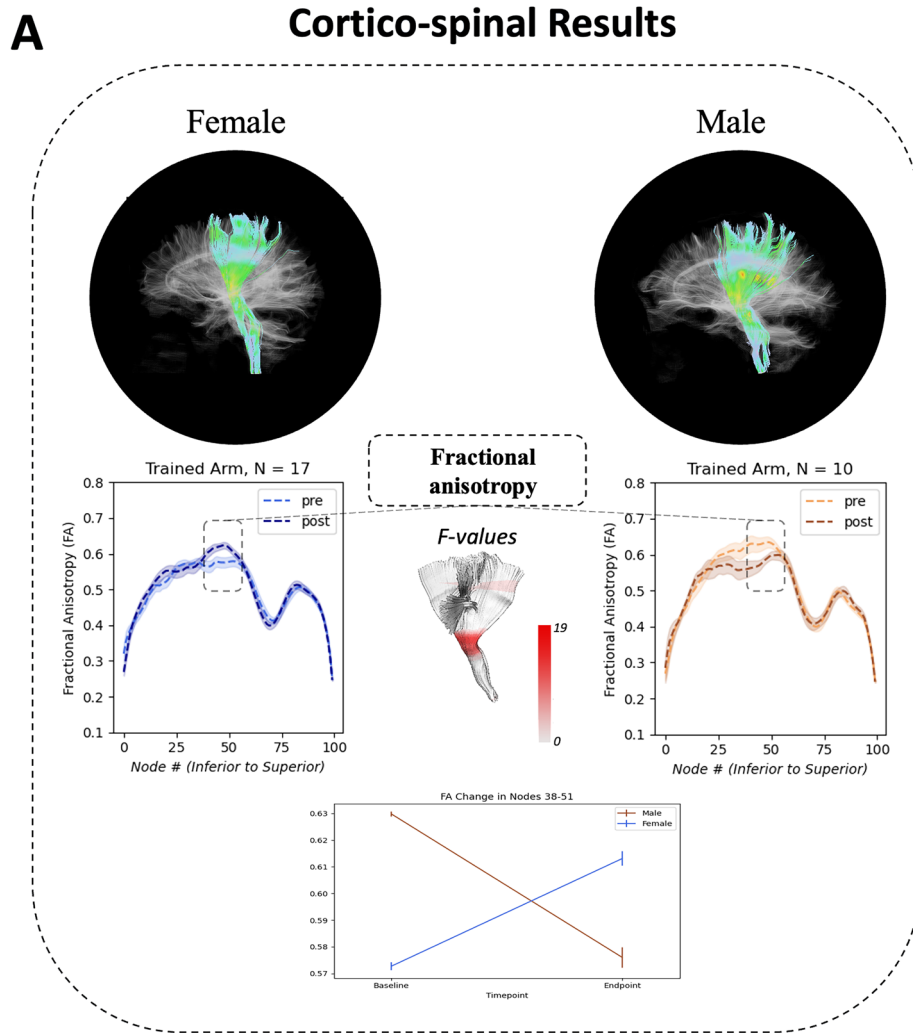 A
Cortico-spinal Results
Female
Male
Trained Arm, N = 17
0.8
0.7
0.6
0.5
0.4
0.3
0.2
0.1
Fractional Anisotropy (FA)
pre
post
0
25
50
75
100
Node # (Inferior to Superior)
Fractional
anisotropy
F-values
19
0
Trained Arm, N = 10
0.8
0.7
0.6
0.5
0.4
0.3
0.2
0.1
Fractional Anisotropy (FA)
pre
post
0
25
50
75
100
Node # (Inferior to Superior)
FA Change in Nodes 38-51
0.63
0.62
0.61
0.60
0.59
0.58
0.57
Male
Female
Baseline
Endpoint
Timepoint